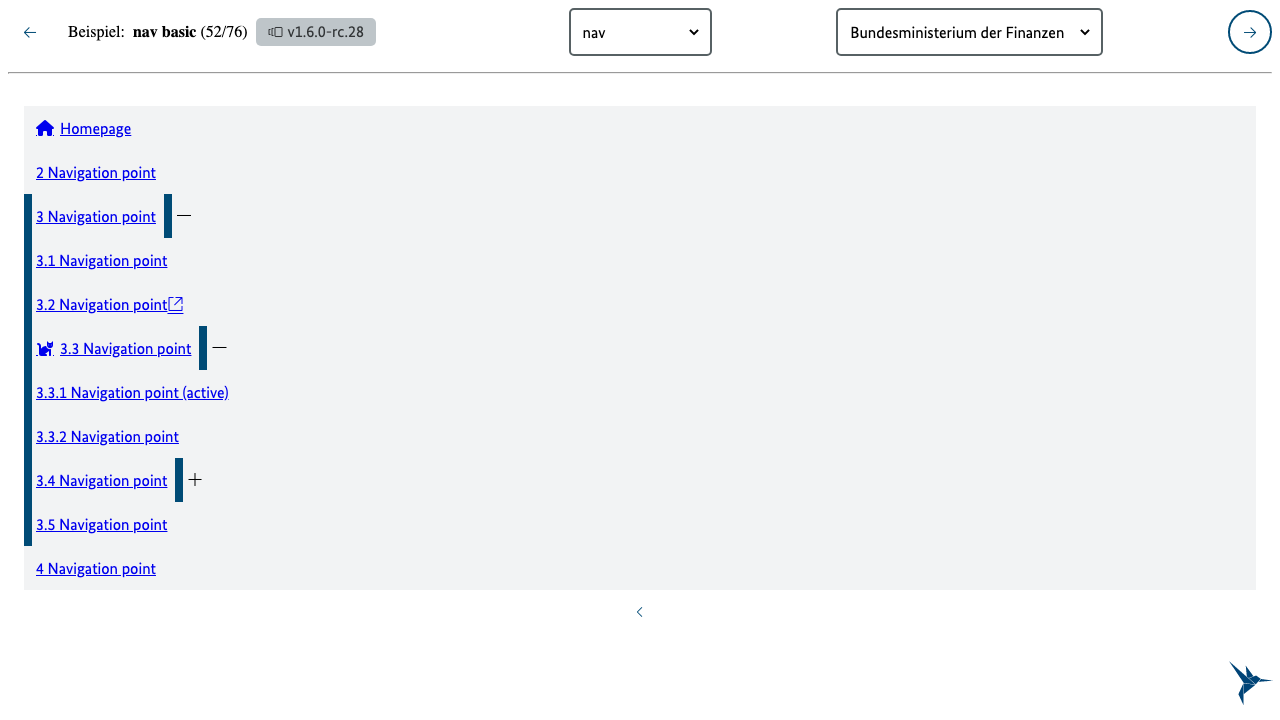 Beispiel: nav basic (52/76) v1.6.0-rc.28 nav Bundesministerium der Finanzen
Homepage
2 Navigation point
3 Navigation point
3.1 Navigation point
3.2 Navigation point
3.3 Navigation point
3.3.1 Navigation point (active)
3.3.2 Navigation point
3.4 Navigation point
3.5 Navigation point
4 Navigation point